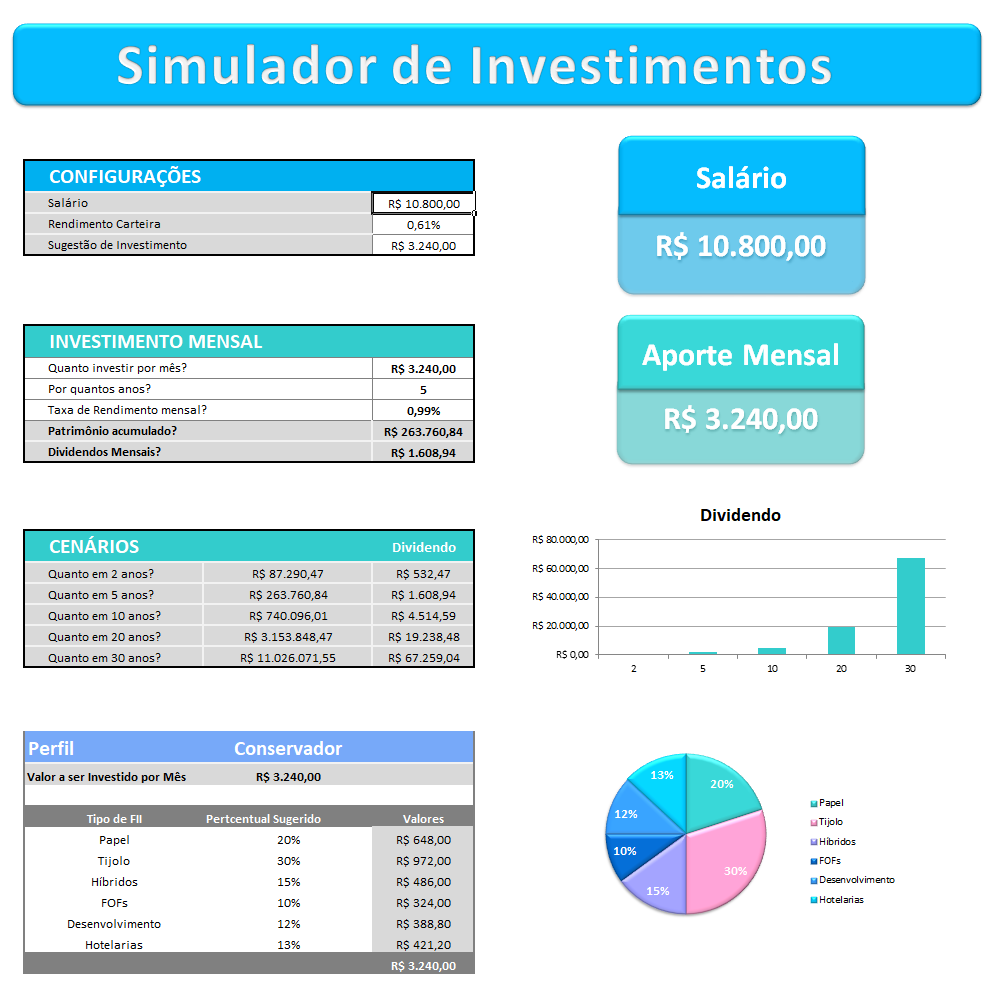 Simulador de Investimentos
CONFIGURAÇÕES
Salário R$ 10.800,00
Rendimento Carteira 0,61%
Sugestão de Investimento R$ 3.240,00
Salário
R$ 10.800,00
INVESTIMENTO MENSAL
Quanto investir por mês? R$ 3.240,00
Por quantos anos? 5
Taxa de Rendimento mensal? 0,99%
Patrimônio acumulado? R$ 263.760,84
Dividendos Mensais? R$ 1.608,94
Aporte Mensal
R$ 3.240,00
CENÁRIOS Dividendo
Quanto em 2 anos? R$ 87.290,47 R$ 532,47
Quanto em 5 anos? R$ 263.760,84 R$ 1.608,94
Quanto em 10 anos? R$ 740.096,01 R$ 4.514,59
Quanto em 20 anos? R$ 3.153.848,47 R$ 19.238,48
Quanto em 30 anos? R$ 11.026.071,55 R$ 67.259,04
Dividendo
R$ 80.000,00
R$ 60.000,00
R$ 40.000,00
R$ 20.000,00
R$ 0,00
2 5 10 20 30
Perfil Conservador
Valor a ser Investido por Mês R$ 3.240,00
Tipo de FII Pertcentual Sugerido Valores
Papel 20% R$ 648,00
Tijolo 30% R$ 972,00
Híbridos 15% R$ 486,00
FOFs 10% R$ 324,00
Desenvolvimento 12% R$ 388,80
Hotelarias 13% R$ 421,20
R$ 3.240,00
13%
20%
12%
10%
30%
15%
Papel
Tijolo
Híbridos
FOFs
Desenvolvimento
Hotelarias